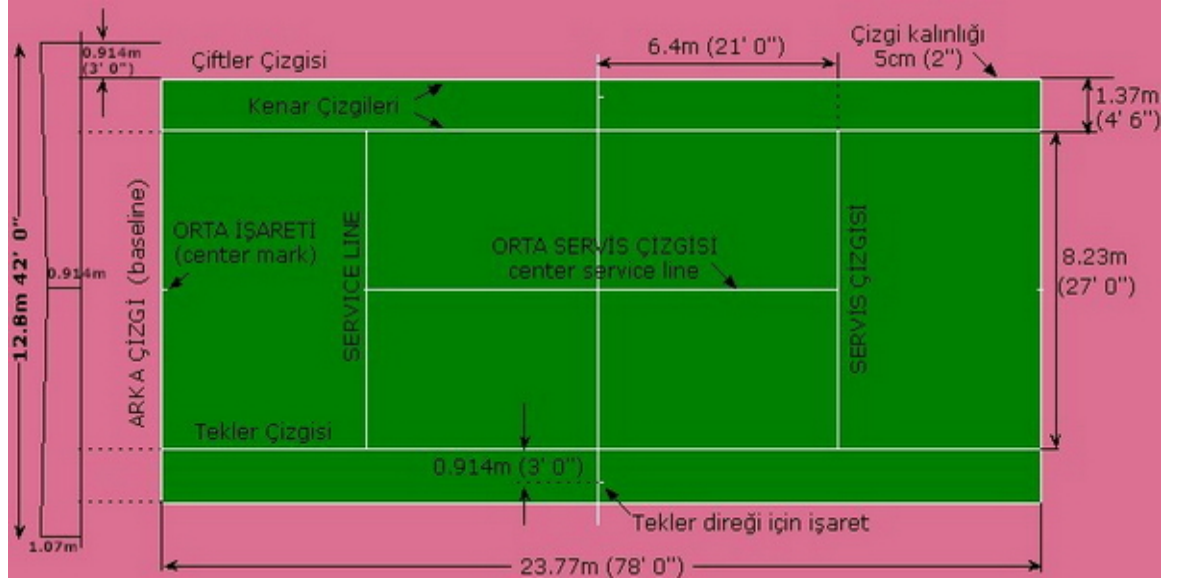 0.914m
(3' 0")
Çiftler Çizgisi
6.4m (21' 0")
Çizgi kalınlığı
5cm (2")
Kenar Çizgileri
1.37m
(4' 6")
12.8m 42' 0"
0.914m
ARKA ÇİZGİ (baseline)
ORTA İŞARETİ
(center mark)
SERVICE LINE
ORTA SERVİS ÇİZGİSİ
center service line
SERVİS ÇİZGİSİ
8.23m
(27' 0")
Tekler Çizgisi
0.914m (3' 0")
Tekler direği için işaret
1.07m
23.77m (78' 0")